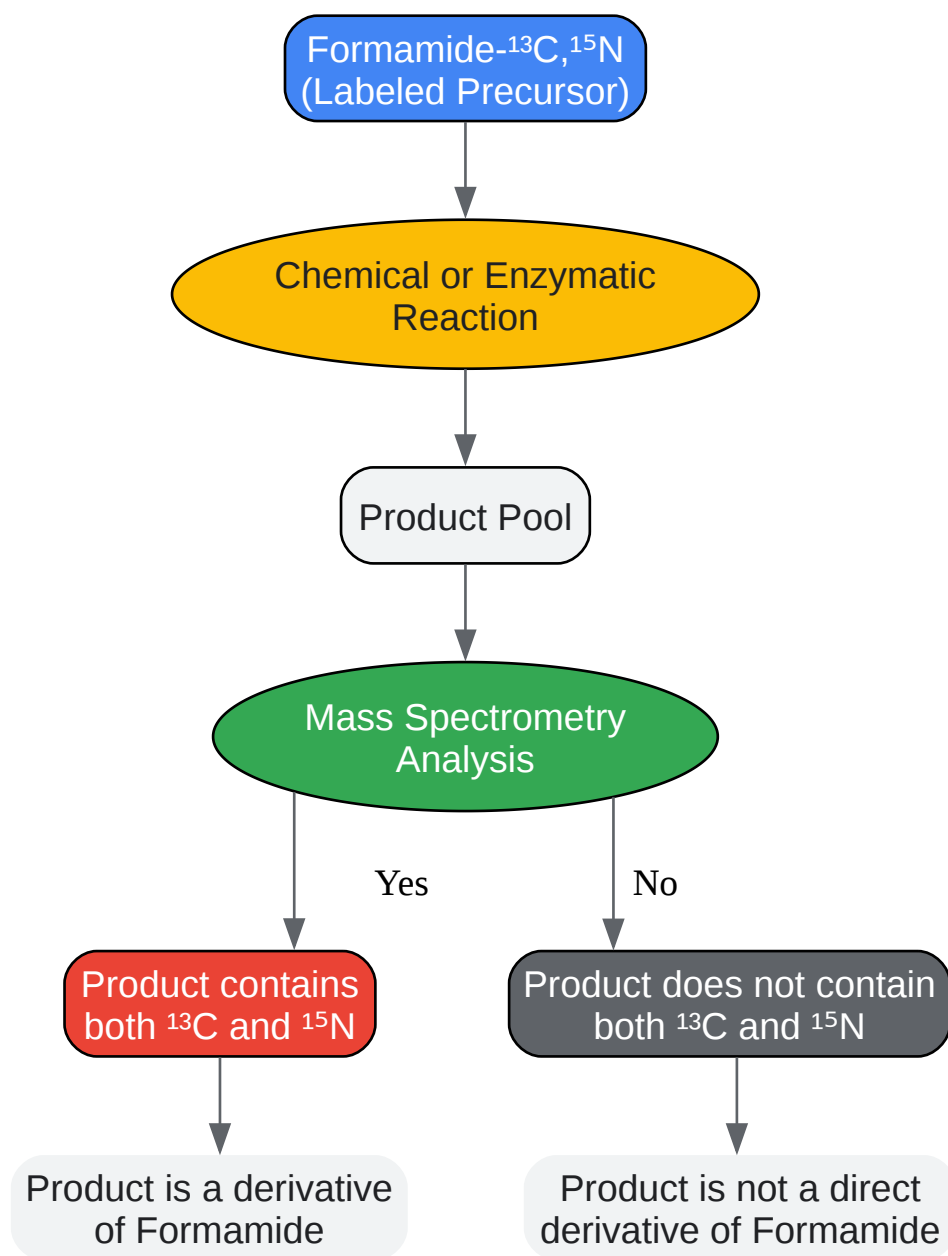 Formamide-¹³C,¹⁵N
(Labeled Precursor)
Chemical or Enzymatic
Reaction
Product Pool
Mass Spectrometry
Analysis
Yes
No
Product contains
both ¹³C and ¹⁵N
Product does not contain
both ¹³C and ¹⁵N
Product is a derivative
of Formamide
Product is not a direct
derivative of Formamide